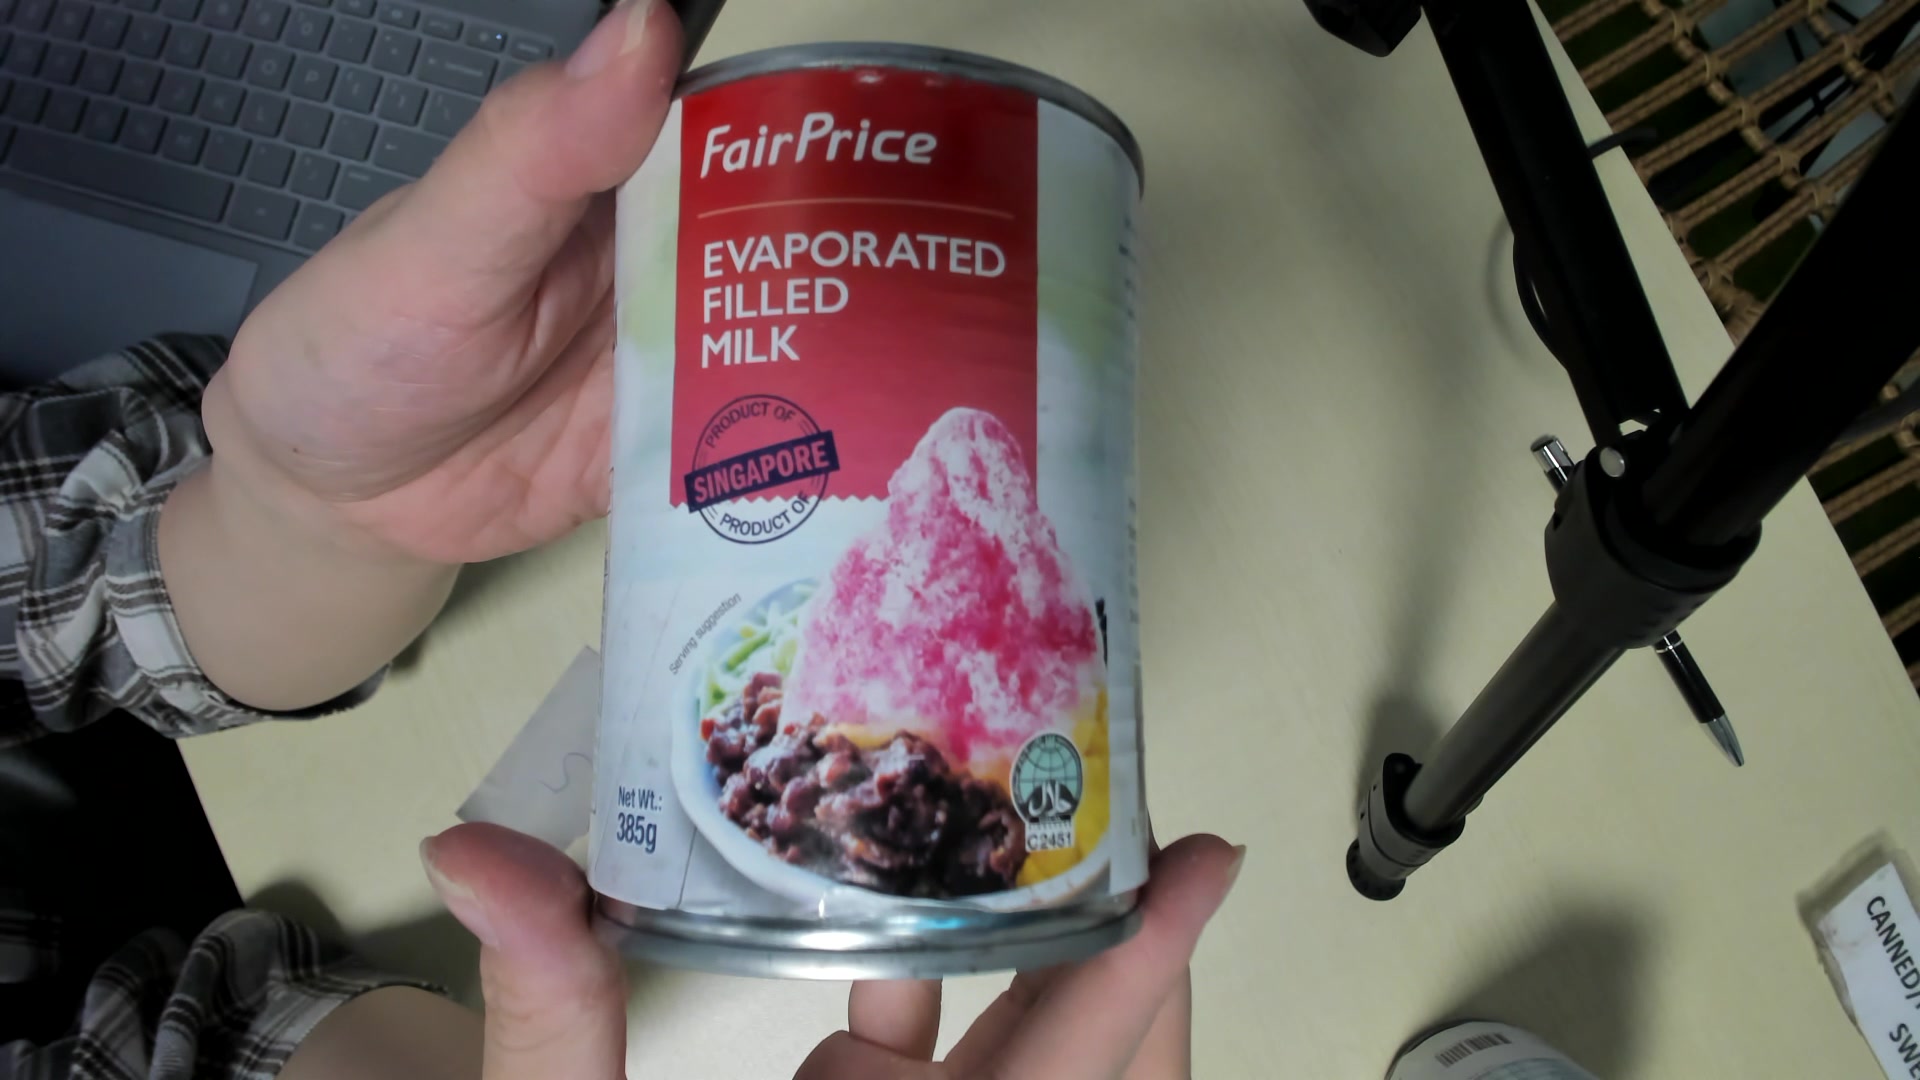 FairPrice
EVAPORATED
FILLED
MILK
PRODUCT OF
SINGAPORE
PRODUCT OF
Serving suggestion
Net Wt.:
385g
C2451
CANNED/
SWE